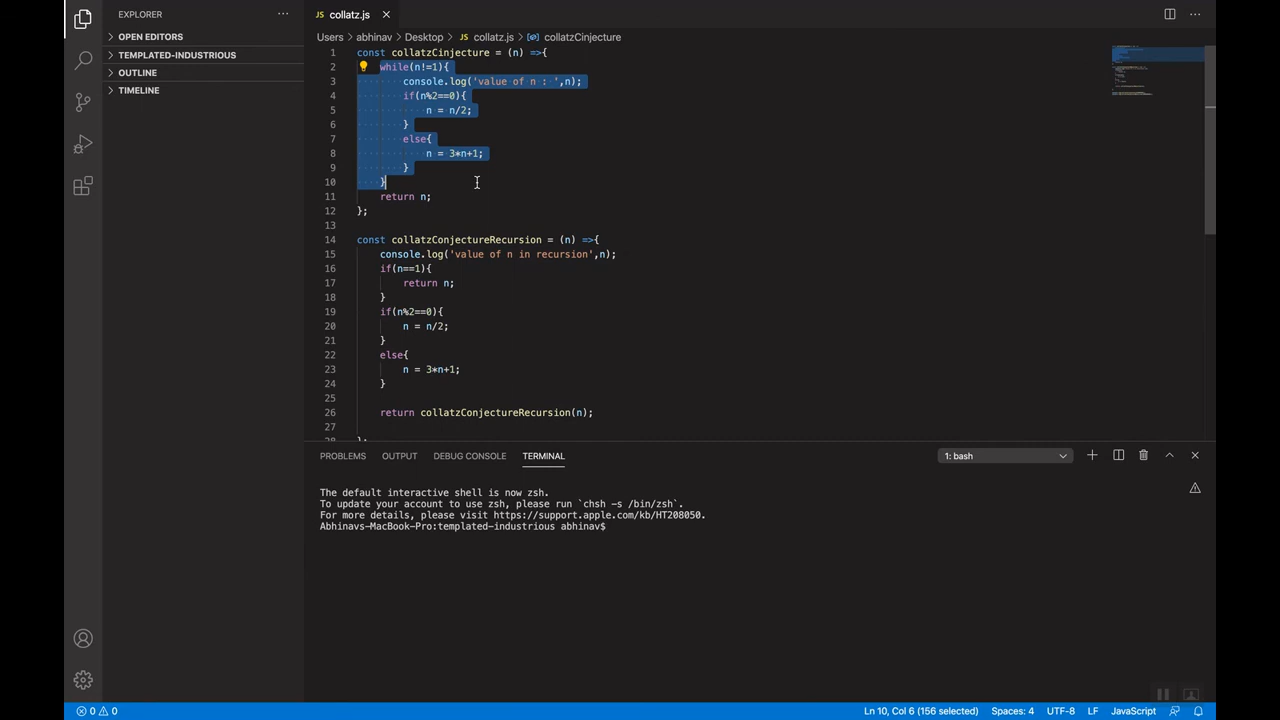 EXPLORER
OPEN EDITORS
TEMPLATED-INDUSTRIOUS
OUTLINE
TIMELINE
collatz.js
Users > abhinav > Desktop > collatz.js > collatzCinjecture
1 const collatzCinjecture = (n) =>{
2 while(n!=1){
3 console.log('value of n : ',n);
4 if(n%2==0){
5 n = n/2;
6 }
7 else{
8 n = 3*n+1;
9 }
10 }
11 return n;
12 };
13
14 const collatzConjectureRecursion = (n) =>{
15 console.log('value of n in recursion',n);
16 if(n==1){
17 return n;
18 }
19 if(n%2==0){
20 n = n/2;
21 }
22 else{
23 n = 3*n+1;
24 }
25
26 return collatzConjectureRecursion(n);
27
28 };
PROBLEMS OUTPUT DEBUG CONSOLE TERMINAL 1: bash
The default interactive shell is now zsh.
To update your account to use zsh, please run `chsh -s /bin/zsh`.
For more details, please visit https://support.apple.com/kb/HT208050.
Abhinavs-MacBook-Pro:templated-industrious abhinav$
0 0 Ln 10, Col 6 (156 selected) Spaces: 4 UTF-8 LF JavaScript